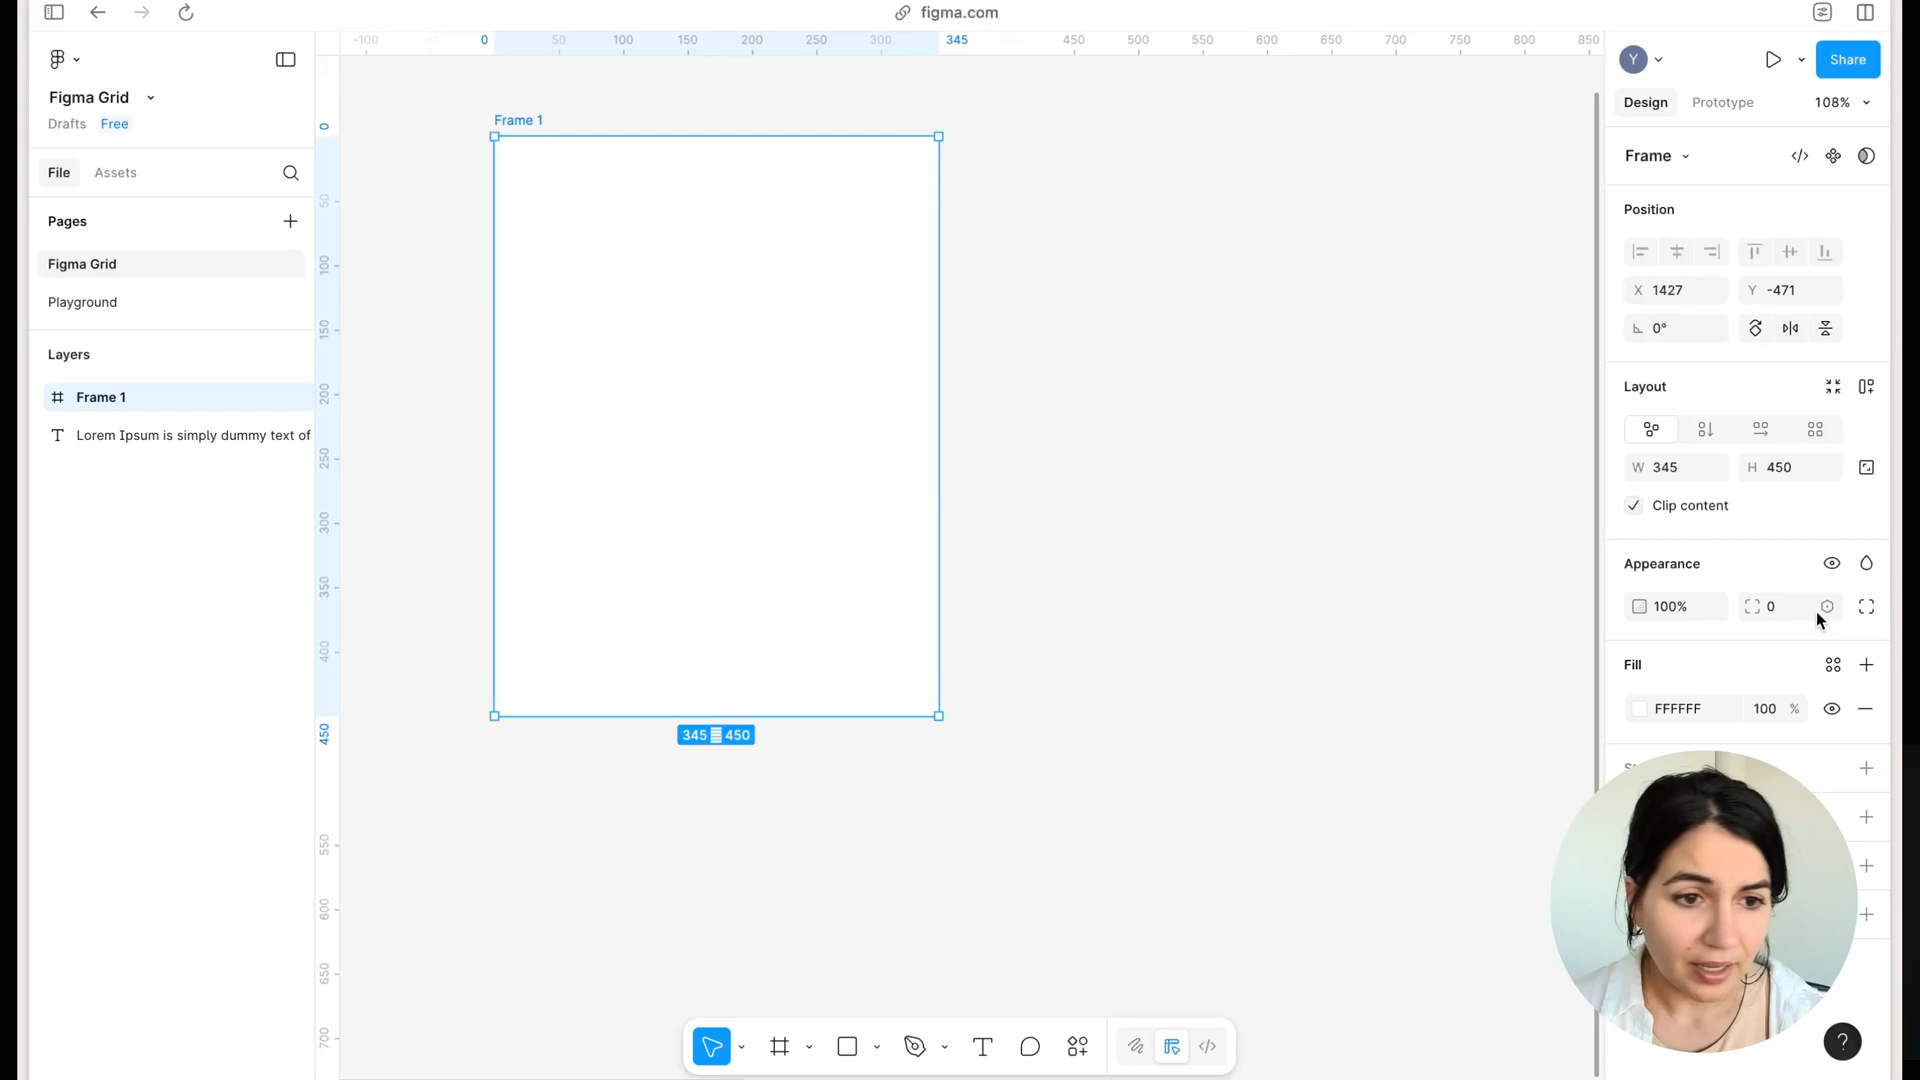 figma.com
-100 0 50 100 150 200 250 300 345 450 500 550 600 650 700 750 800 850
Y
Share
Figma Grid
Drafts Free
Design Prototype 108%
Frame 1
0
File Assets
Frame
Pages
50
Position
Figma Grid
100
X 1427 Y -471
Playground
150
0°
Layers
200
Layout
Frame 1
Lorem Ipsum is simply dummy text of
250
W 345 H 450
300
Clip content
350
Appearance
400
100% 0
Fill
450
345 450
FFFFFF 100 %
550
600
650
700
?